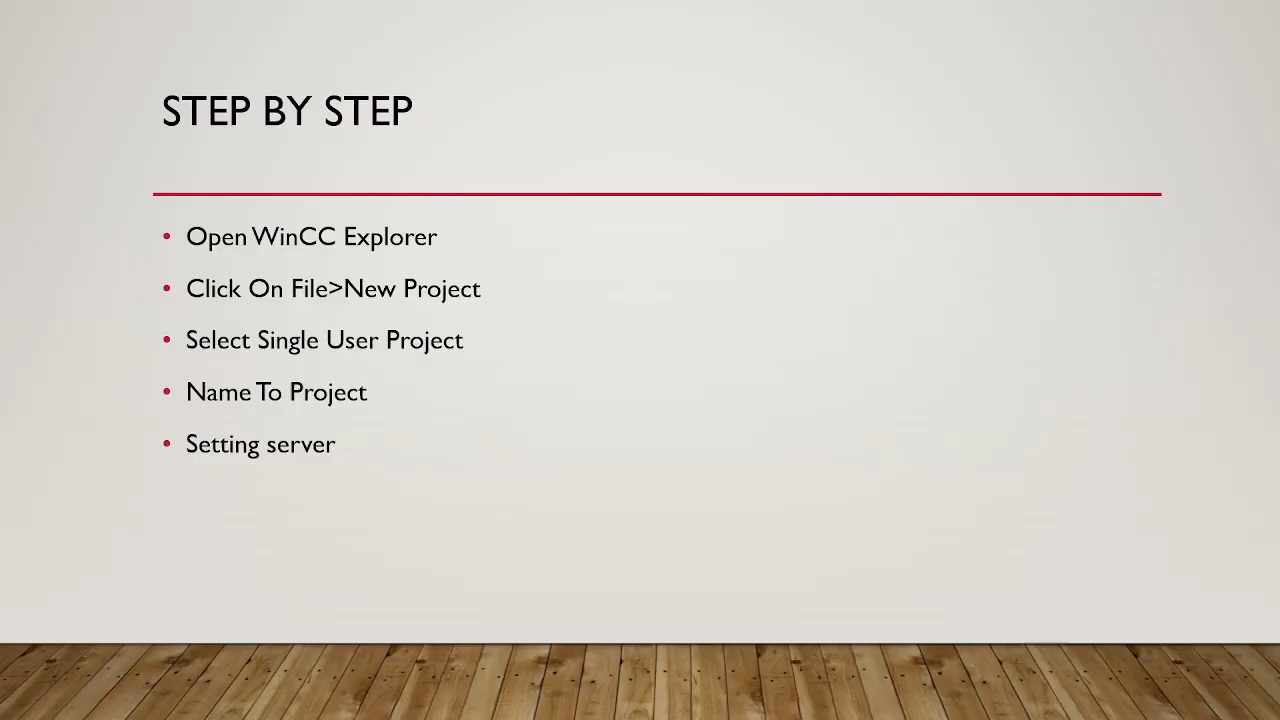 STEP BY STEP
• Open WinCC Explorer
• Click On File>New Project
• Select Single User Project
• Name To Project
• Setting server